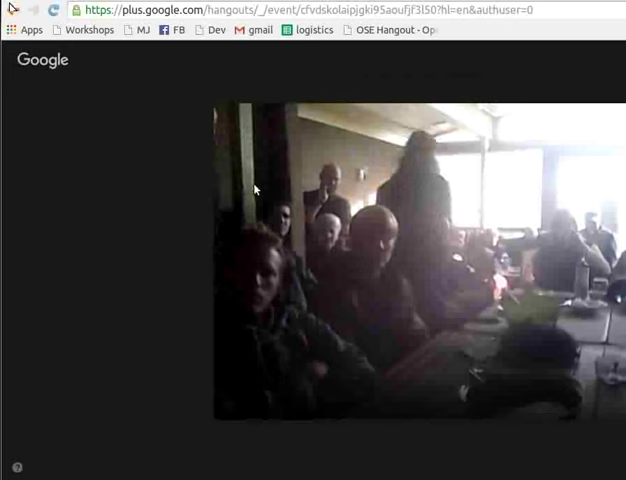 https://plus.google.com/hangouts/_/event/cfvdskolaipjgki95aoufjf3l50?hl=en&authuser=0
Apps Workshops MJ FB Dev gmail logistics OSE Hangout - Op
Google